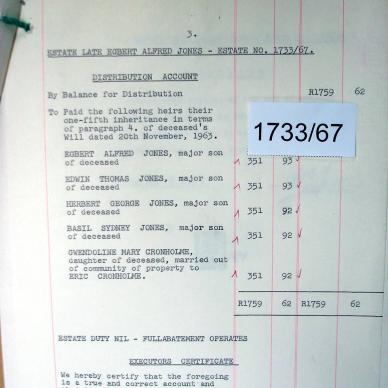 3.
ESTATE LATE EGBERT ALFRED JONES - ESTATE NO. 1733/67.
DISTRIBUTION ACCOUNT
By Balance for Distribution R1759 62
To Paid the following heirs their
one-fifth inheritance in terms
of paragraph 4. of deceased's
Will dated 20th November, 1963.
1733/67
EGBERT ALFRED JONES, major son
of deceased 351 93
EDWIN THOMAS JONES, major son
of deceased 351 93
HERBERT GEORGE JONES, major son
of deceased 351 92
BASIL SYDNEY JONES, major son
of deceased 351 92
GWENDOLINE MARY CRONHOLME,
daughter of deceased, married out
of community of property to
ERIC CRONHOLME. 351 92
R1759 62 R1759 62
ESTATE DUTY NIL - FULLABATEMENT OPERATES
EXECUTORS CERTIFICATE
We hereby certify that the foregoing
is a true and correct account and